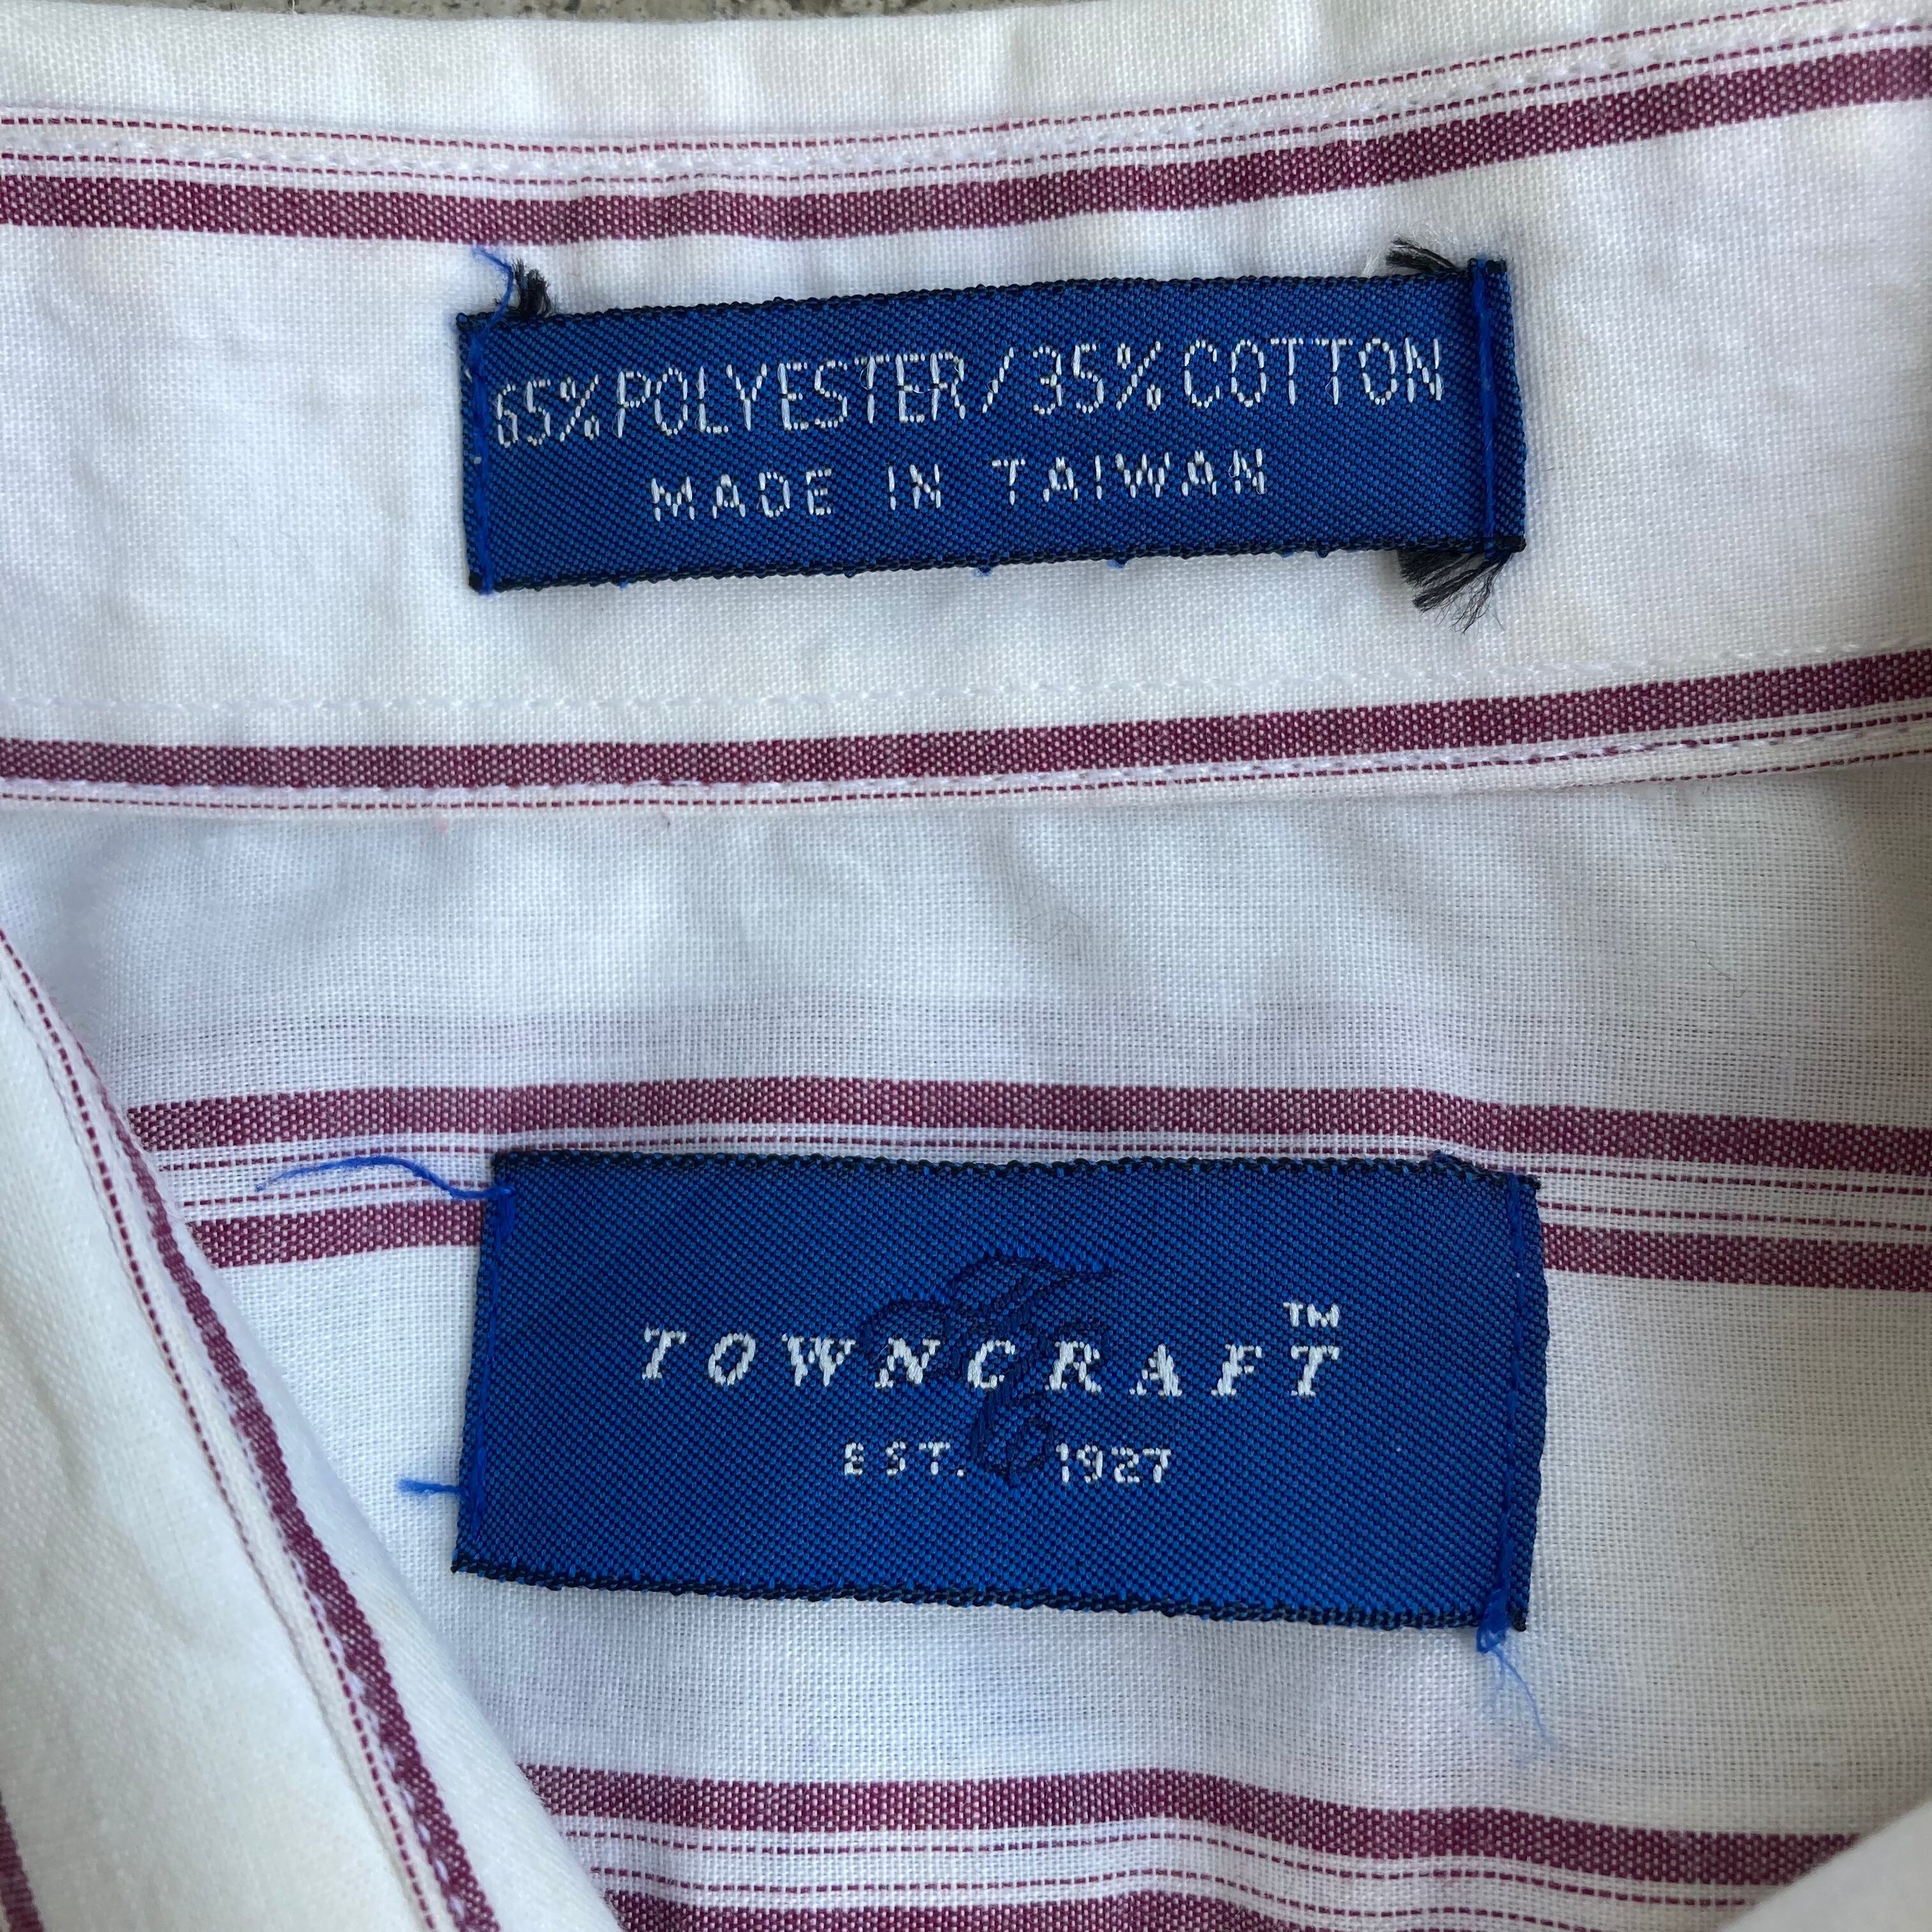 65% POLYESTER / 35% COTTON
MADE IN TAIWAN
TOWNCRAFT™
EST. 1927